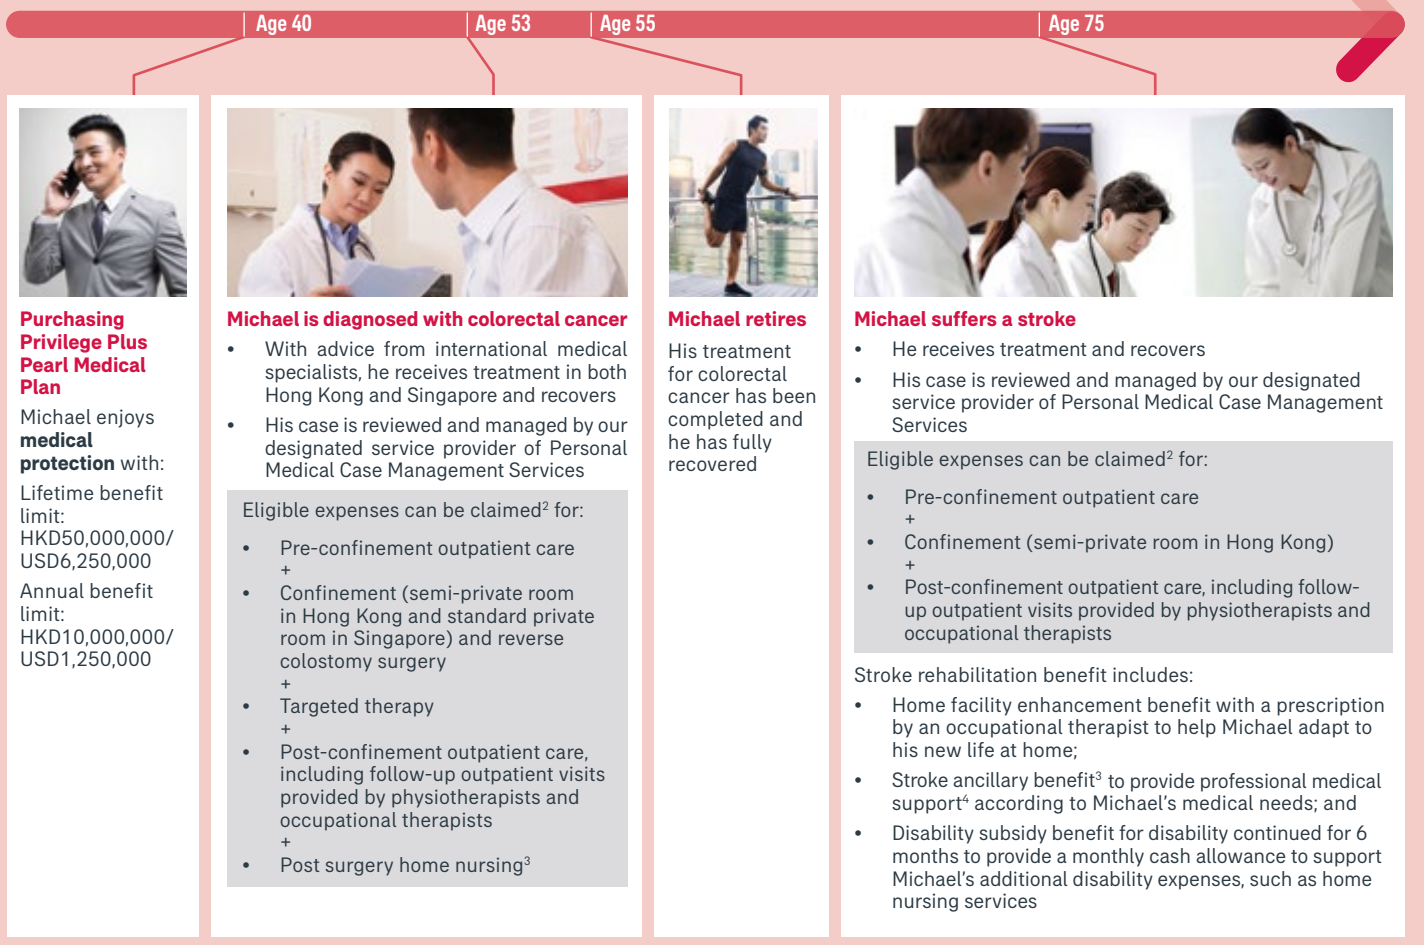 Age 40
Age 53
Age 55
Age 75
Purchasing
Privilege Plus
Pearl Medical
Plan
Michael enjoys
medical
protection with:
Lifetime benefit
limit:
HKD50,000,000/
USD6,250,000
Annual benefit
limit:
HKD10,000,000/
USD1,250,000
Michael is diagnosed with colorectal cancer
• With advice from international medical
specialists, he receives treatment in both
Hong Kong and Singapore and recovers
• His case is reviewed and managed by our
designated service provider of Personal
Medical Case Management Services
Eligible expenses can be claimed² for:
• Pre-confinement outpatient care
+
• Confinement (semi-private room
in Hong Kong and standard private
room in Singapore) and reverse
colostomy surgery
+
• Targeted therapy
+
• Post-confinement outpatient care,
including follow-up outpatient visits
provided by physiotherapists and
occupational therapists
+
• Post surgery home nursing³
Michael retires
His treatment
for colorectal
cancer has been
completed and
he has fully
recovered
Michael suffers a stroke
• He receives treatment and recovers
• His case is reviewed and managed by our designated
service provider of Personal Medical Case Management
Services
Eligible expenses can be claimed² for:
• Pre-confinement outpatient care
+
• Confinement (semi-private room in Hong Kong)
+
• Post-confinement outpatient care, including follow-
up outpatient visits provided by physiotherapists and
occupational therapists
Stroke rehabilitation benefit includes:
• Home facility enhancement benefit with a prescription
by an occupational therapist to help Michael adapt to
his new life at home;
• Stroke ancillary benefit³ to provide professional medical
support⁴ according to Michael's medical needs; and
• Disability subsidy benefit for disability continued for 6
months to provide a monthly cash allowance to support
Michael's additional disability expenses, such as home
nursing services